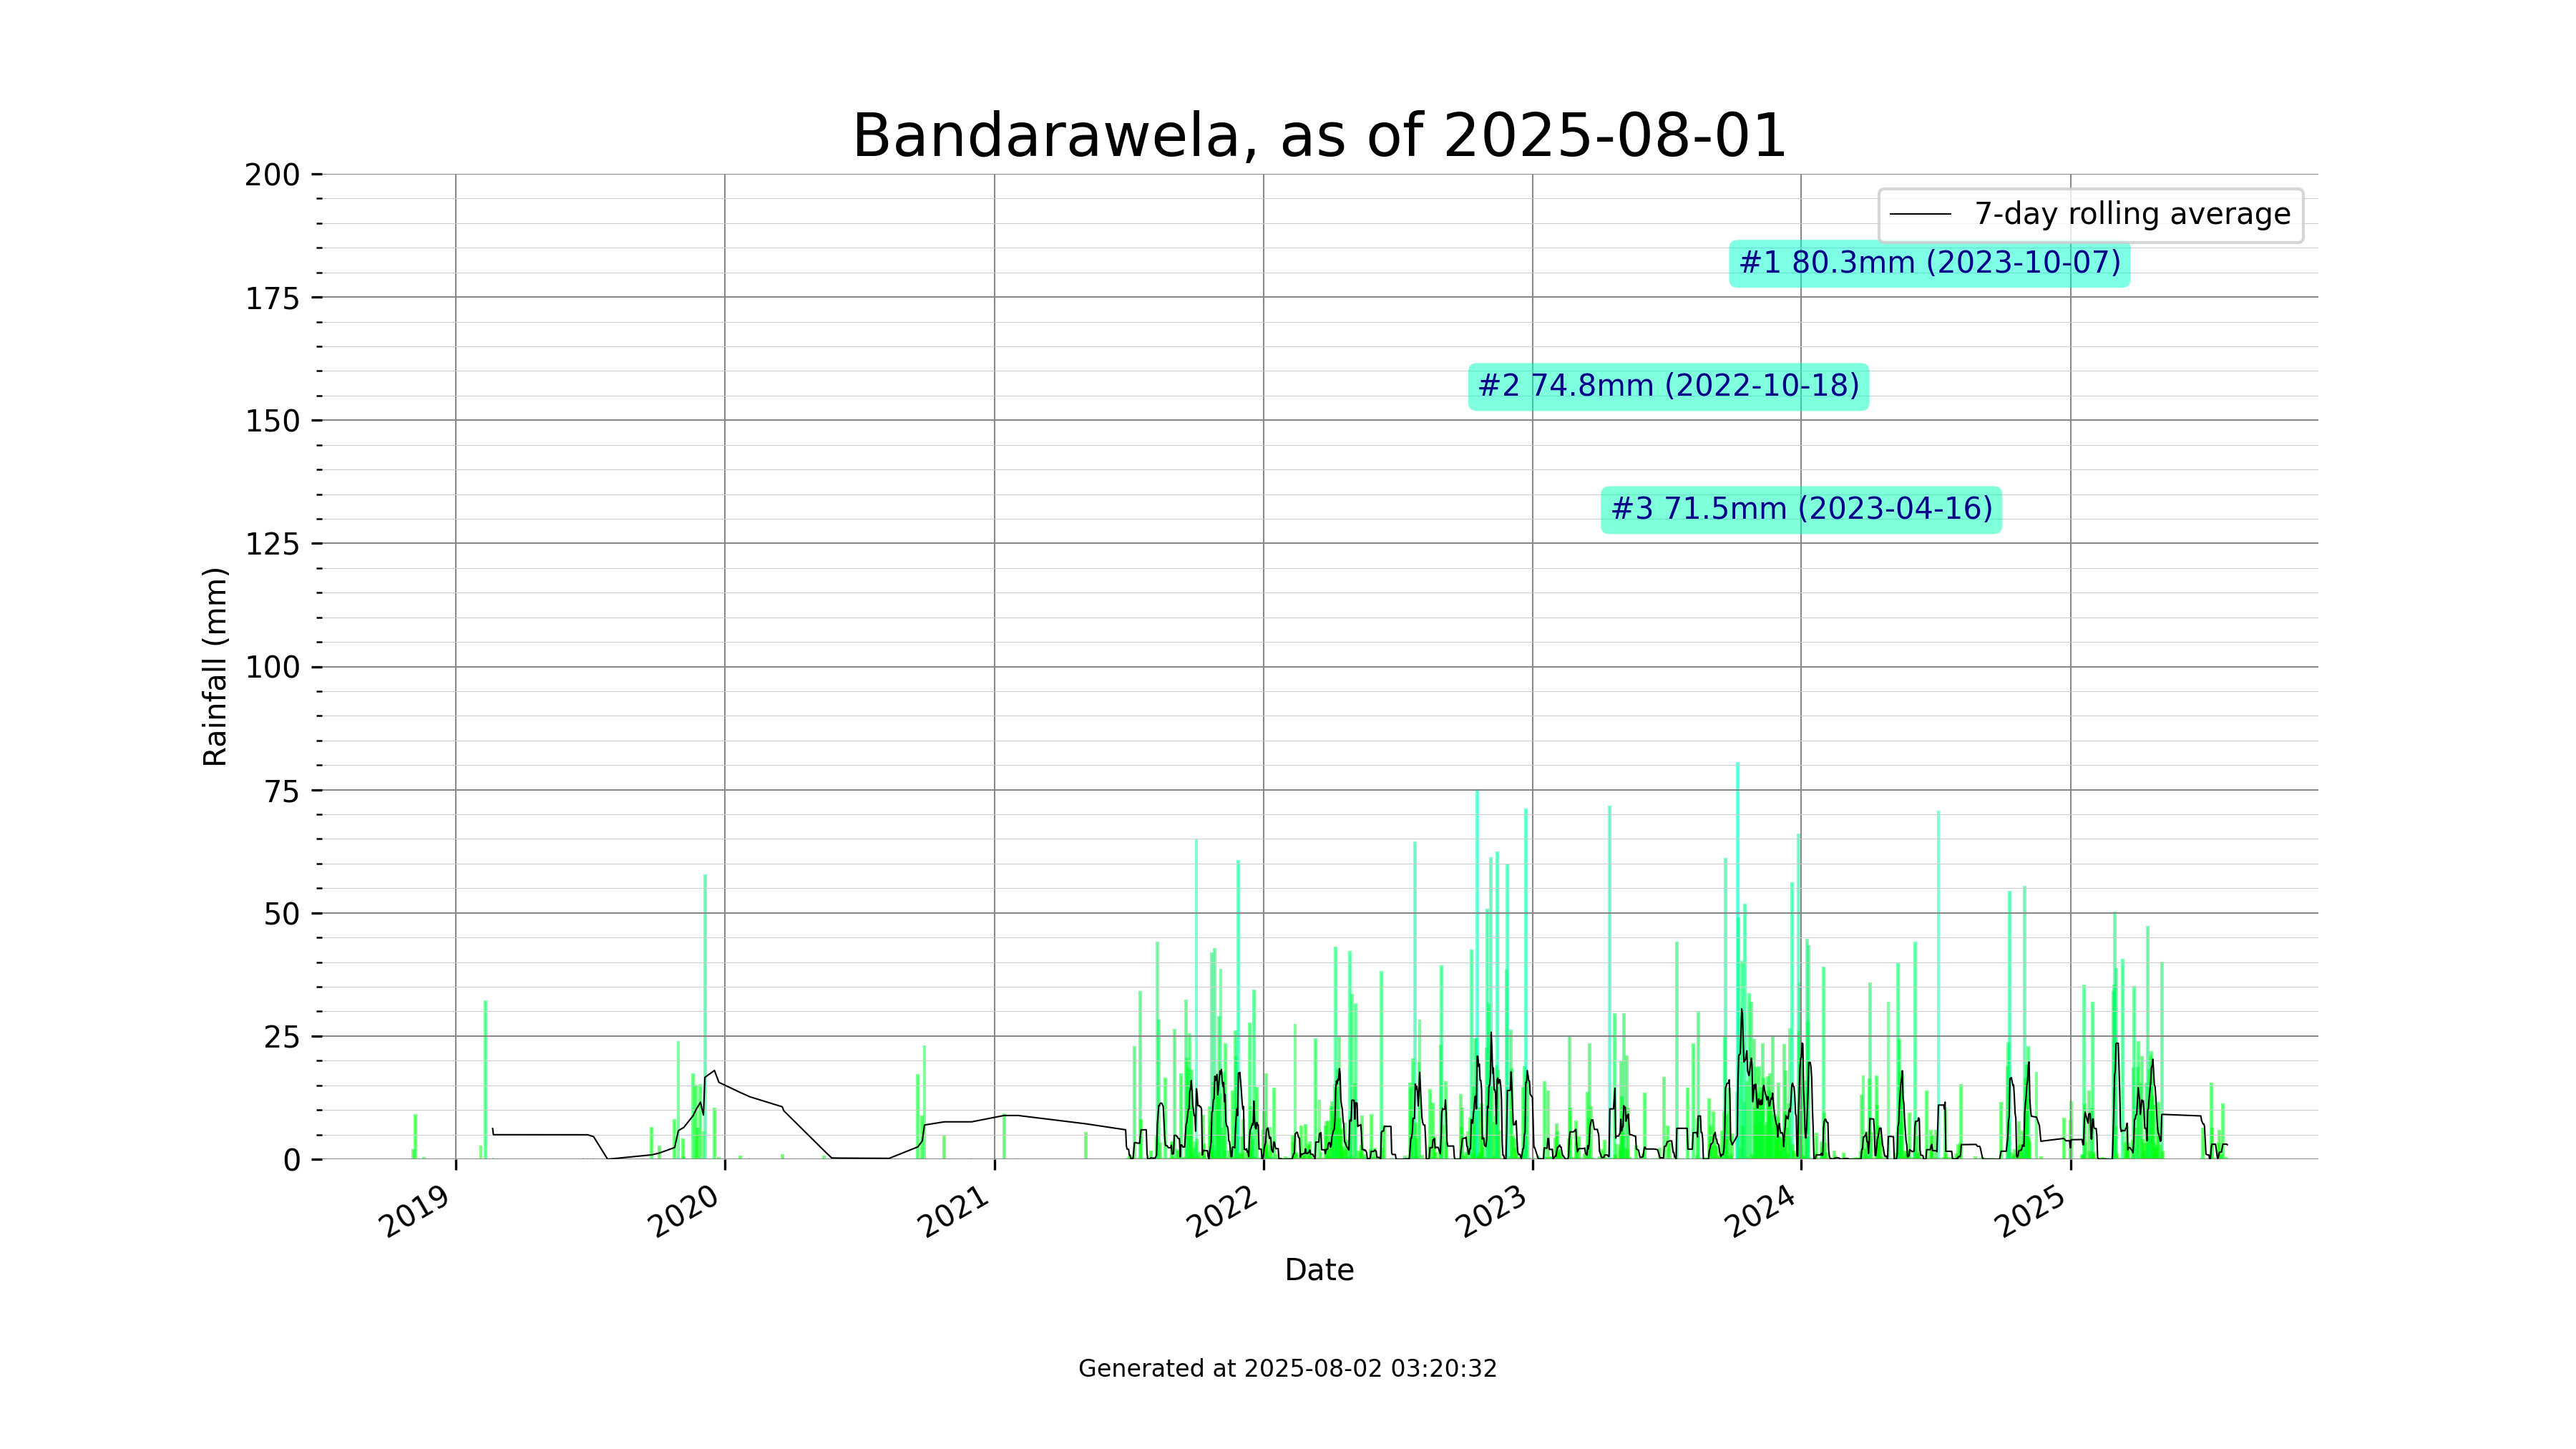 Bandarawela, as of 2025-08-01
200
175
150
125
100
75
50
25
0
Rainfall (mm)
7-day rolling average
#1 80.3mm (2023-10-07)
#2 74.8mm (2022-10-18)
#3 71.5mm (2023-04-16)
2019
2020
2021
2022
2023
2024
2025
Date
Generated at 2025-08-02 03:20:32